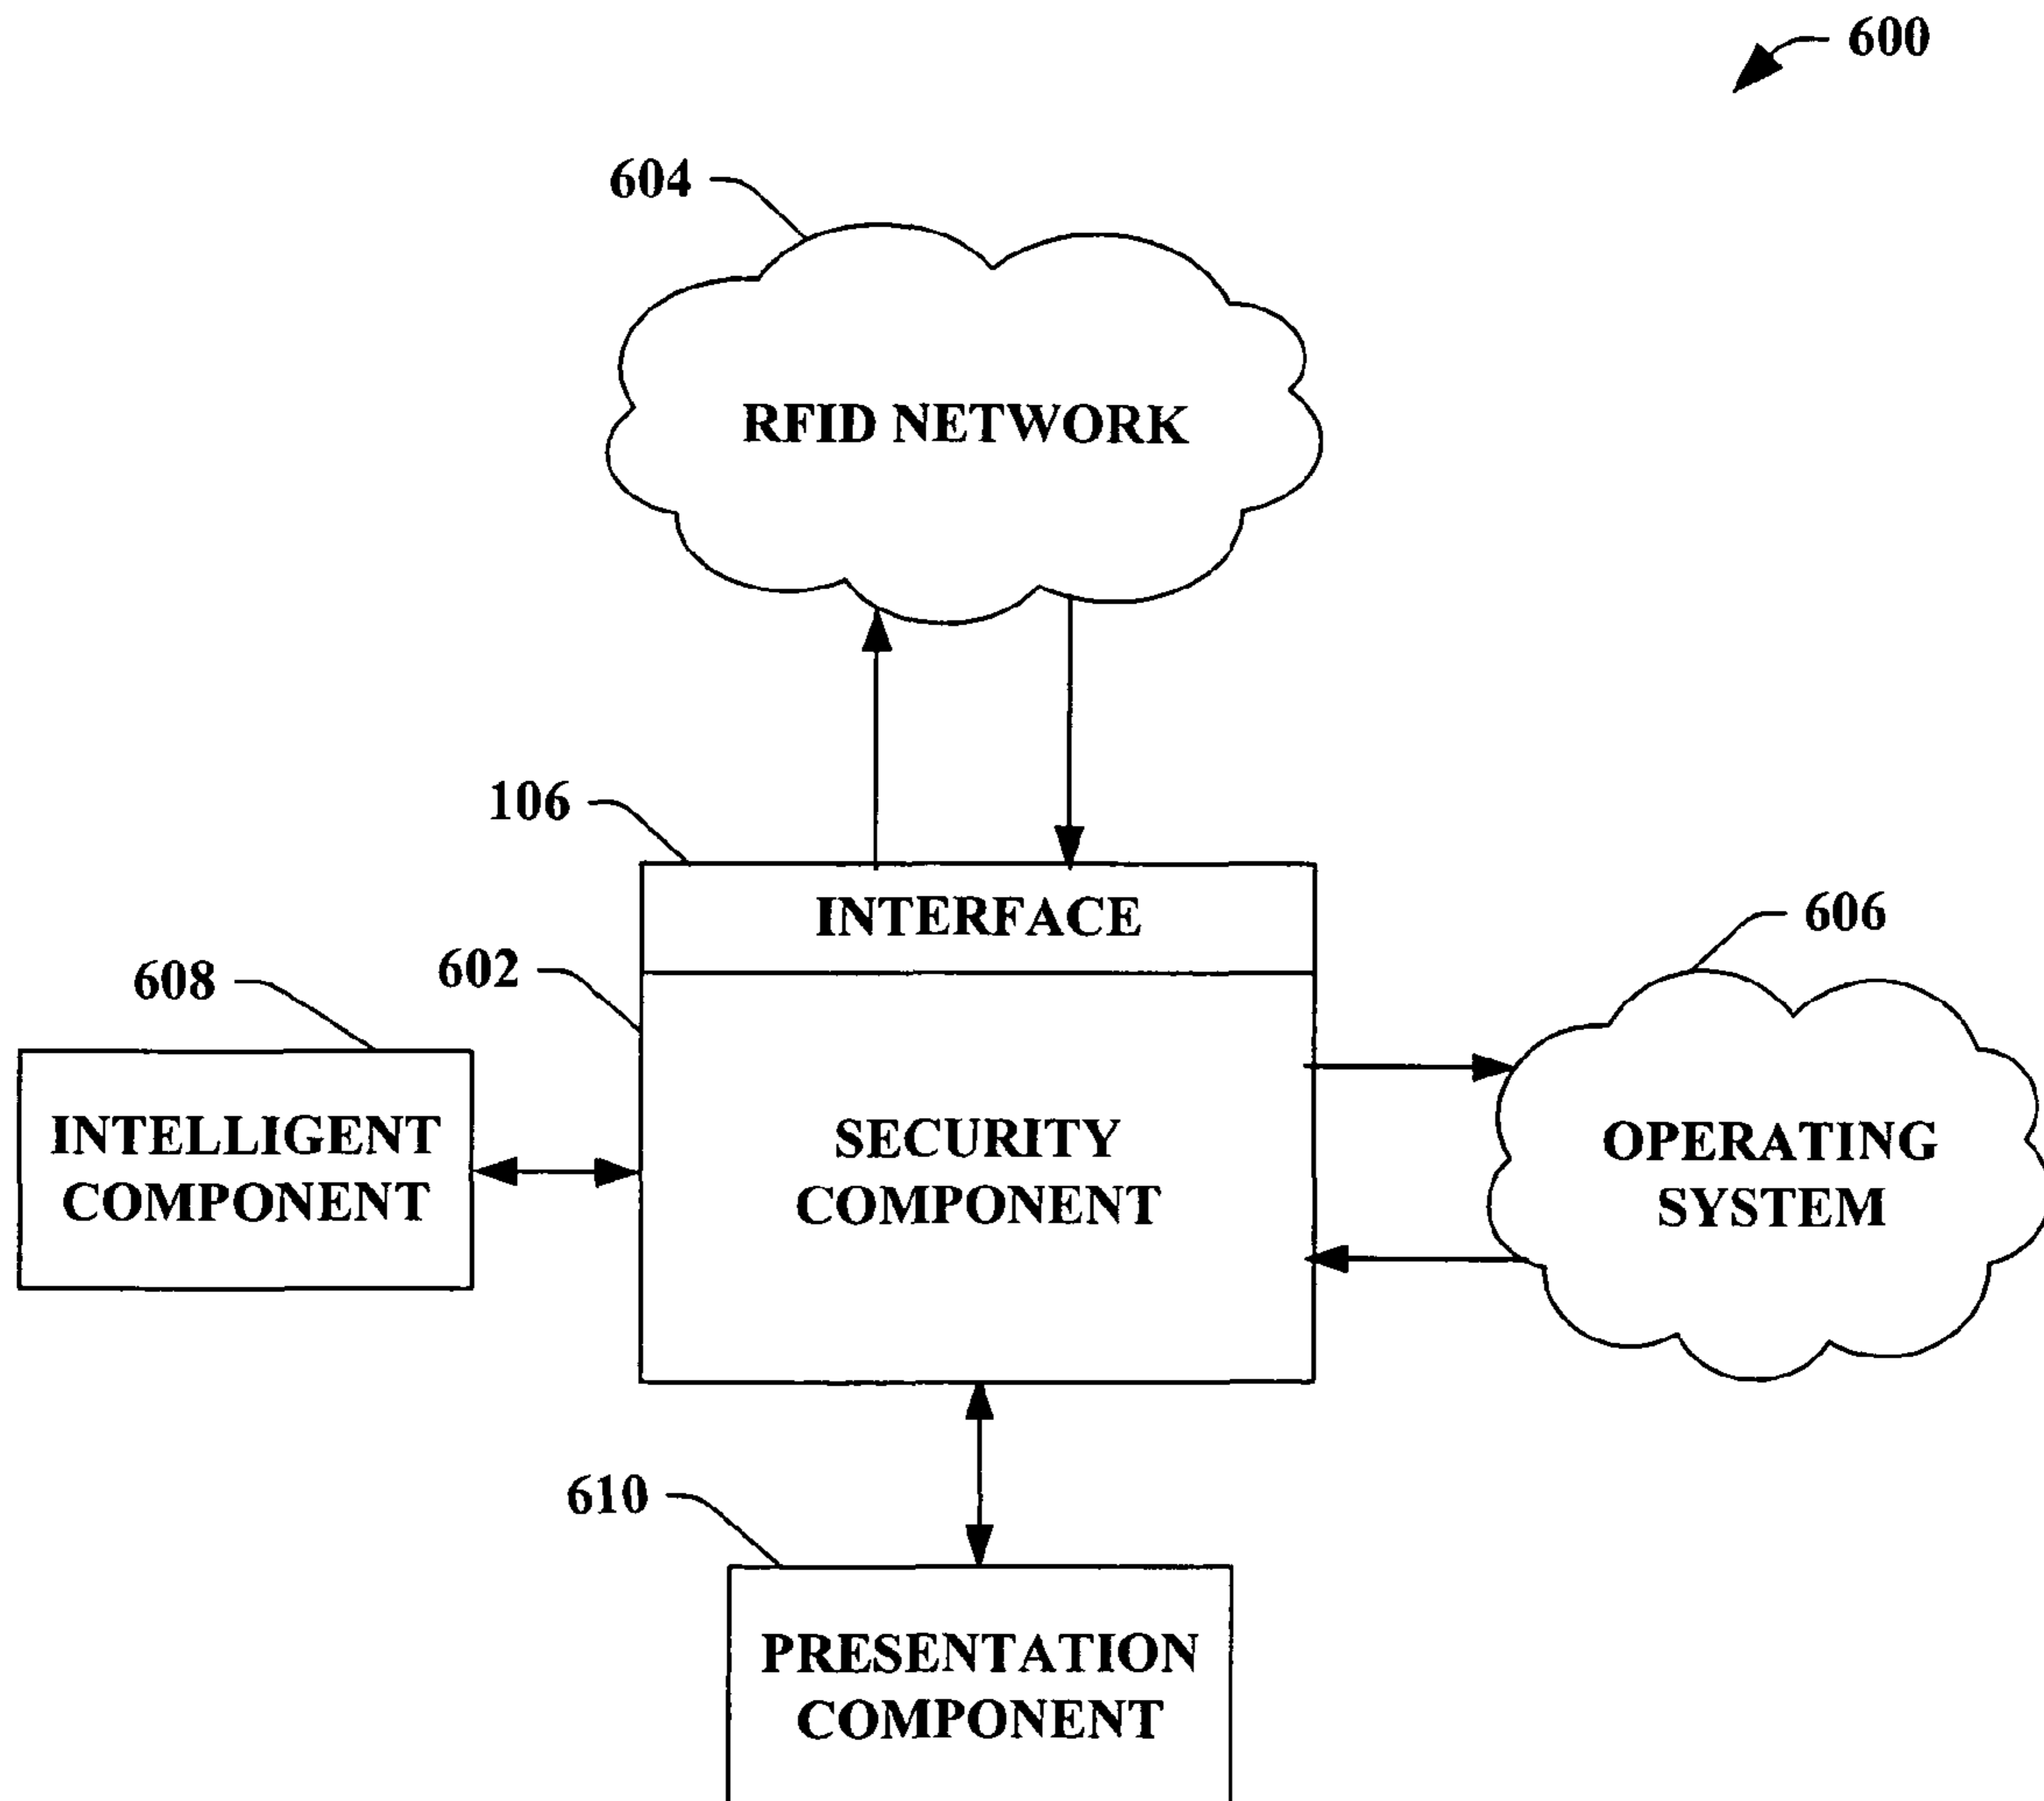 600
604
RFID NETWORK
106
INTERFACE
606
602
608
INTELLIGENT
COMPONENT
SECURITY
COMPONENT
OPERATING
SYSTEM
610
PRESENTATION
COMPONENT